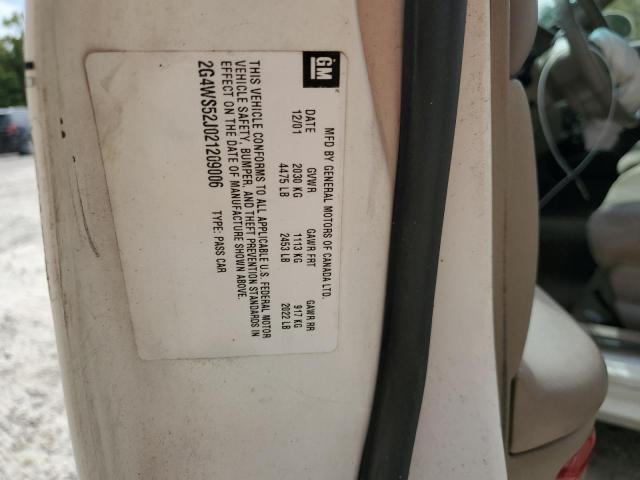 GM
MFD BY GENERAL MOTORS OF CANADA LTD.
DATE GVWR GAWR FRT GAWR RR
12/01 2030 KG 1113 KG 917 KG
4475 LB 2453 LB 2022 LB
THIS VEHICLE CONFORMS TO ALL APPLICABLE U.S. FEDERAL MOTOR
VEHICLE SAFETY, BUMPER, AND THEFT PREVENTION STANDARDS IN
EFFECT ON THE DATE OF MANUFACTURE SHOWN ABOVE.
2G4WS52J021209006 TYPE: PASS CAR